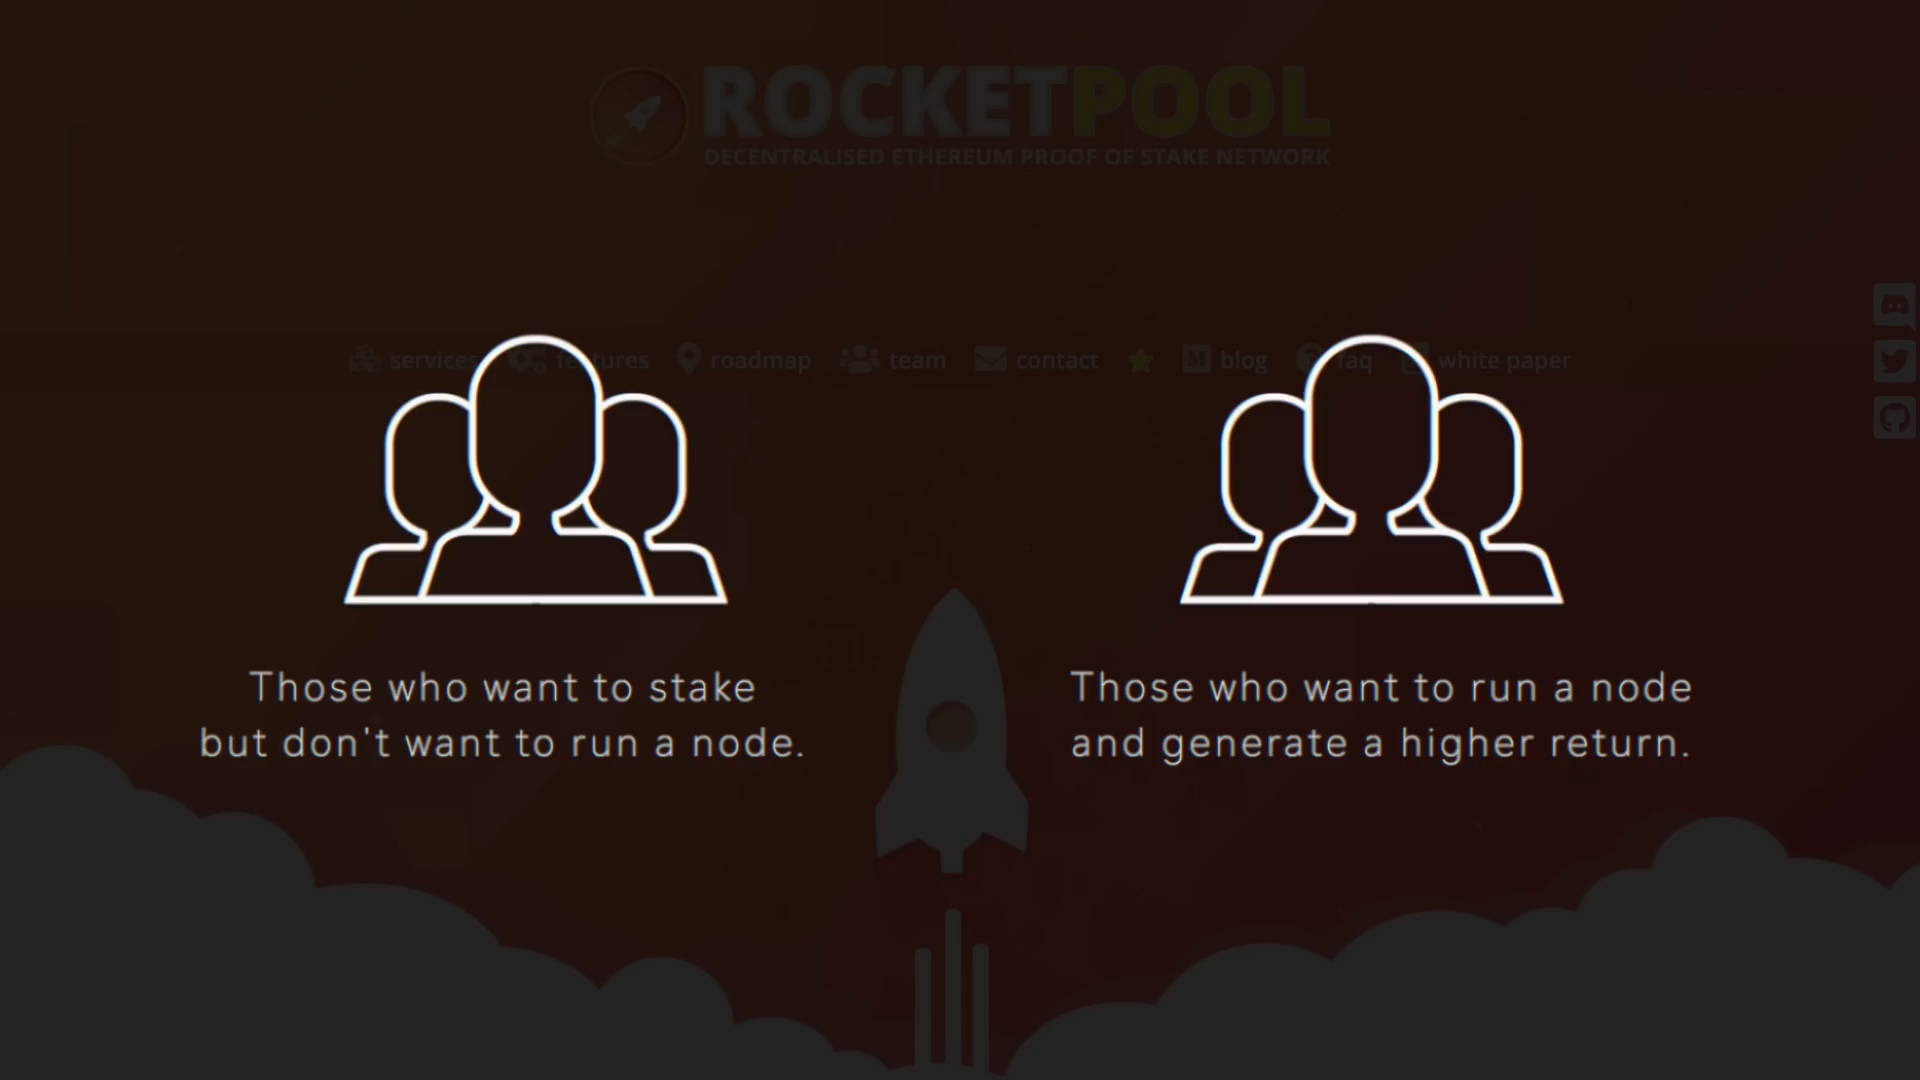 ROCKETPOOL
DECENTRALISED ETHEREUM PROOF OF STAKE NETWORK
services features roadmap team contact blog faq white paper
Those who want to stake
but don't want to run a node.
Those who want to run a node
and generate a higher return.